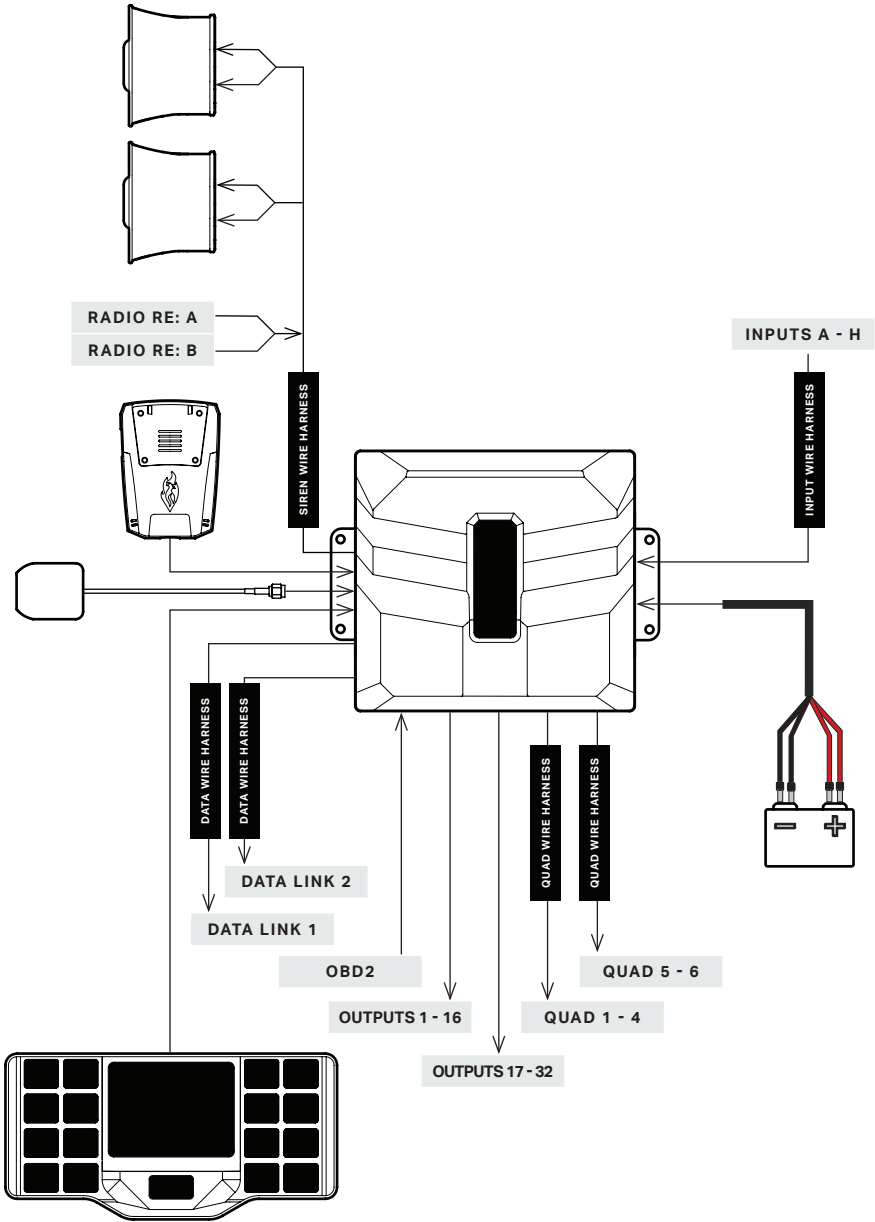 RADIO RE: A
RADIO RE: B
INPUTS A - H
SIREN WIRE HARNESS
INPUT WIRE HARNESS
DATA WIRE HARNESS
DATA WIRE HARNESS
QUAD WIRE HARNESS
QUAD WIRE HARNESS
DATA LINK 2
DATA LINK 1
OBD2
QUAD 5 - 6
OUTPUTS 1 - 16
QUAD 1 - 4
OUTPUTS 17 - 32